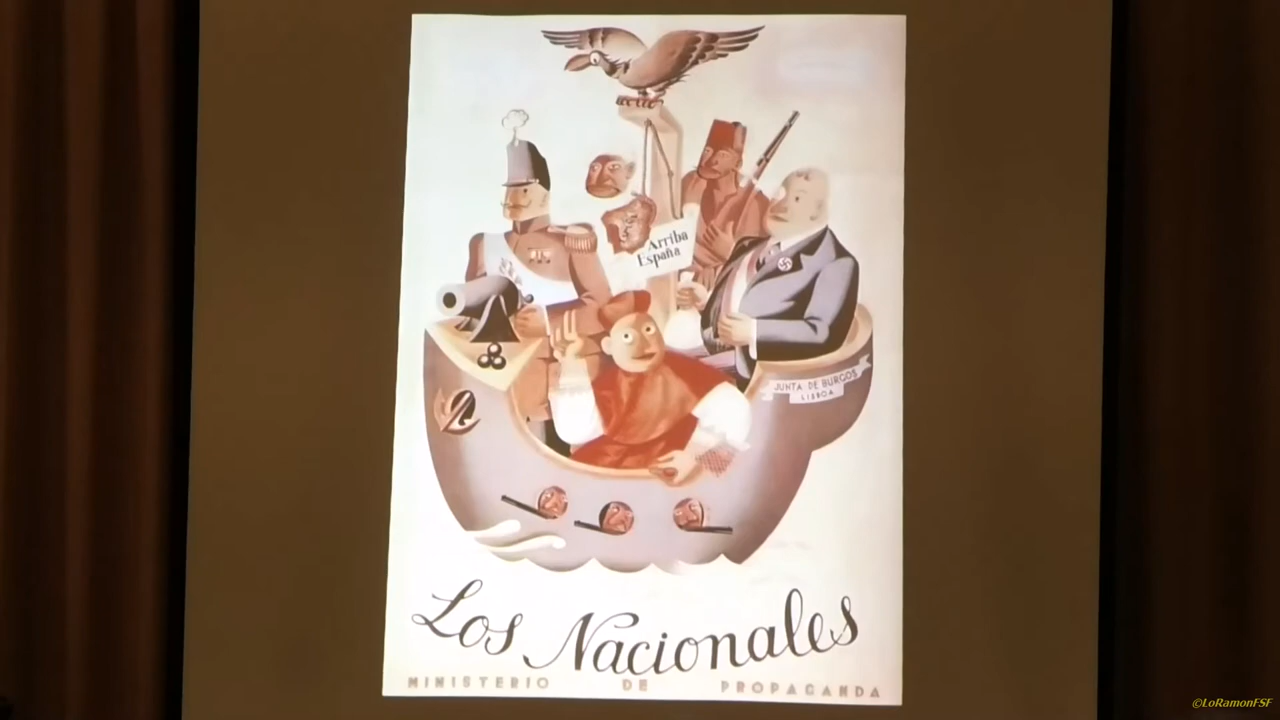 Arriba
España
JUNTA DE BURGOS
LISBOA
Los Nacionales
MINISTERIO DE PROPAGANDA
©LoRamonFSF